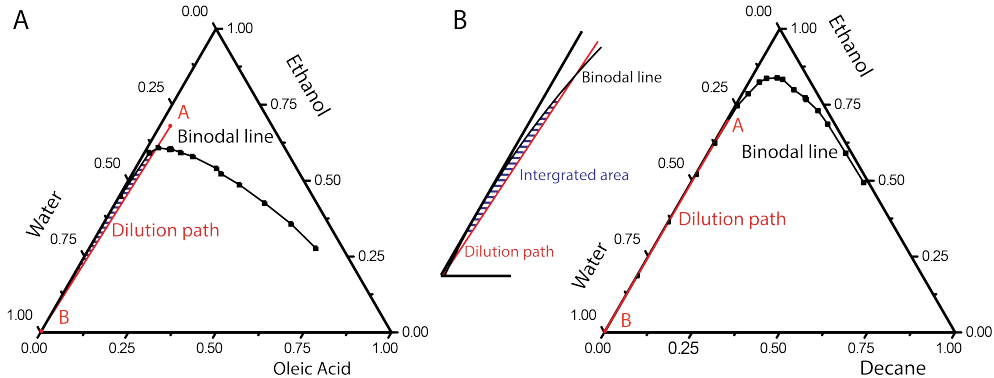 A
0.00
1.00
Ethanol
0.25
A
0.75
Binodal line
0.50
0.50
Water
Dilution path
0.75
0.25
1.00
B
0.00
0.00
0.25
0.50
0.75
1.00
Oleic Acid
B
Binodal line
Intergrated area
Dilution path
0.00
1.00
Ethanol
0.25
0.75
A
Binodal line
0.50
0.50
Dilution path
Water
0.75
0.25
1.00
B
0.00
0.00
0.25
0.50
0.75
1.00
Decane